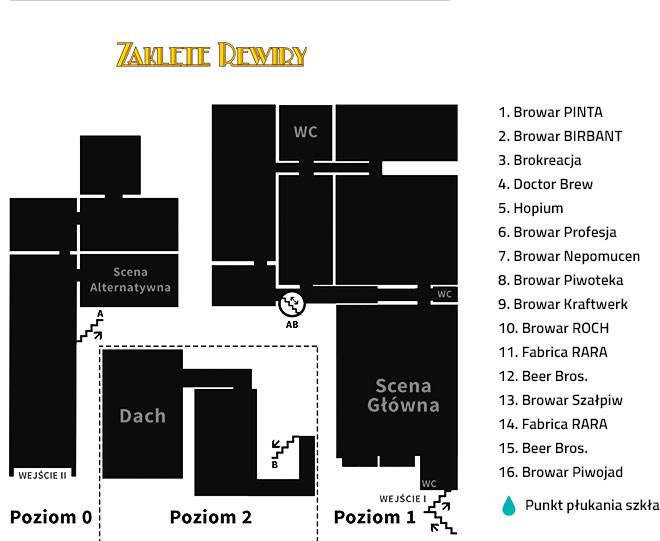 ZAKLĘTE REWIRY
WC
Scena
Alternatywna
A
WC
AB
Scena
Główna
Dach
B
WC
WEJŚCIE II
WEJŚCIE I
Poziom 0
Poziom 2
Poziom 1
1. Browar PINTA
2. Browar BIRBANT
3. Brokreacja
4. Doctor Brew
5. Hopium
6. Browar Profesja
7. Browar Nepomucen
8. Browar Piwoteka
9. Browar Kraftwerk
10. Browar ROCH
11. Fabrica RARA
12. Beer Bros.
13. Browar Szałpiw
14. Fabrica RARA
15. Beer Bros.
16. Browar Piwojad
Punkt płukania szkła